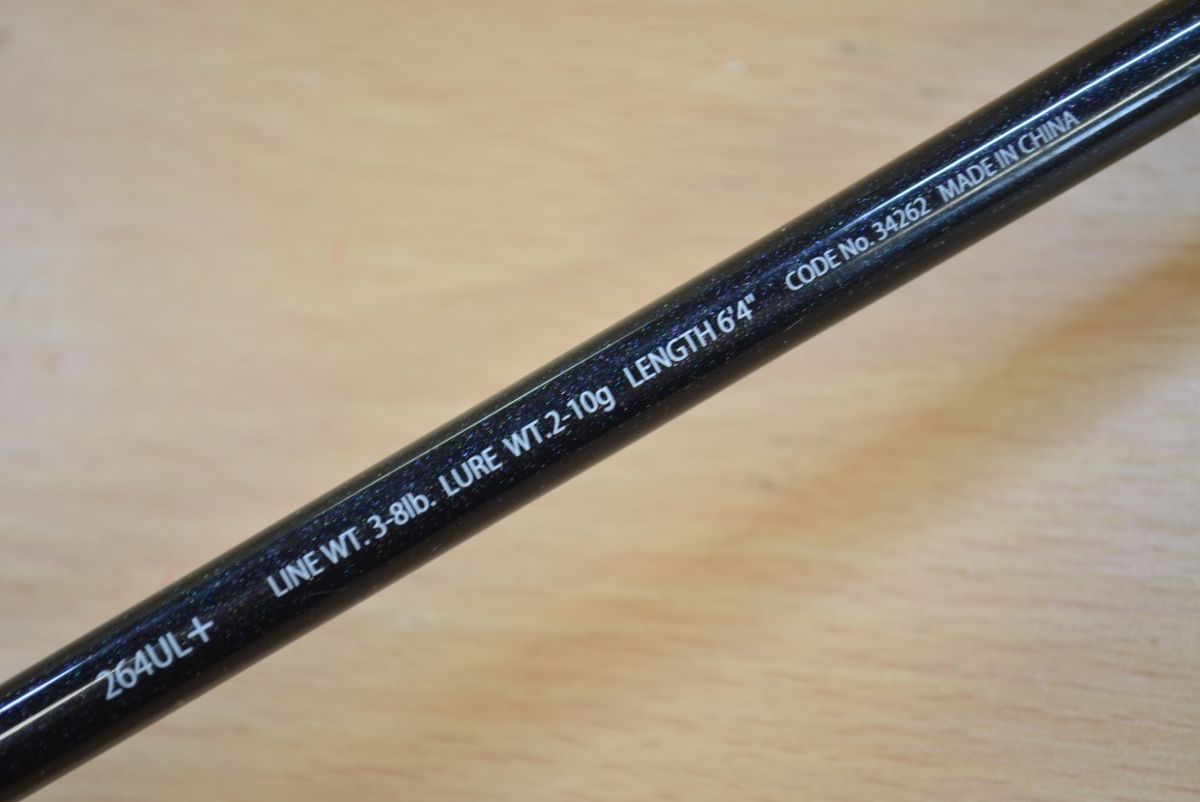 264UL+ LINE WT. 3-8lb. LURE WT.2-10g LENGTH 6'4" CODE No. 34262 MADE IN CHINA